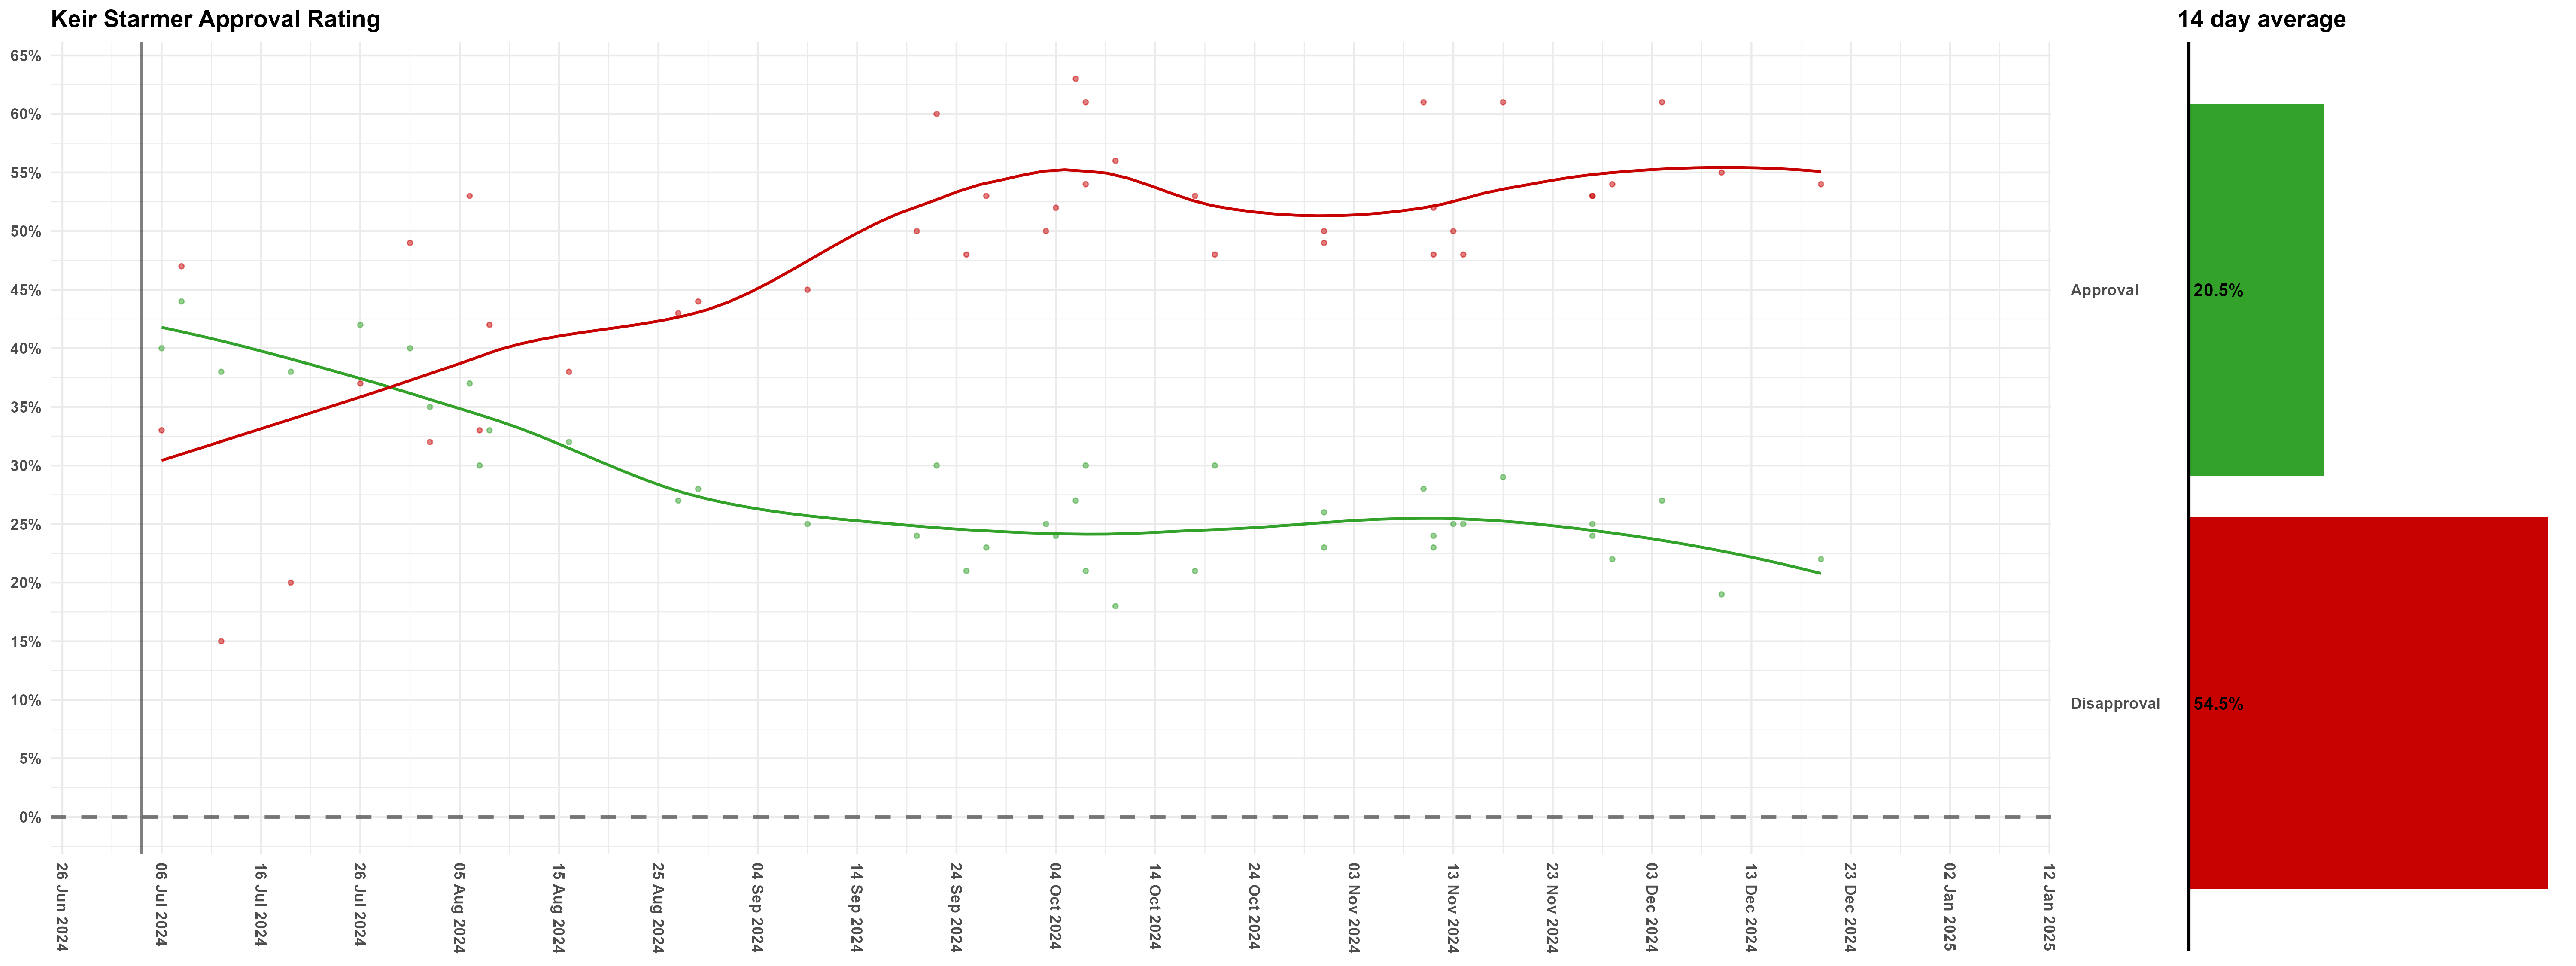 Keir Starmer Approval Rating
14 day average
65%
60%
55%
50%
45%
40%
35%
30%
25%
20%
15%
10%
5%
0%
26 Jun 2024
06 Jul 2024
16 Jul 2024
26 Jul 2024
05 Aug 2024
15 Aug 2024
25 Aug 2024
04 Sep 2024
14 Sep 2024
24 Sep 2024
04 Oct 2024
14 Oct 2024
24 Oct 2024
03 Nov 2024
13 Nov 2024
23 Nov 2024
03 Dec 2024
13 Dec 2024
23 Dec 2024
02 Jan 2025
12 Jan 2025
Approval
20.5%
Disapproval
54.5%